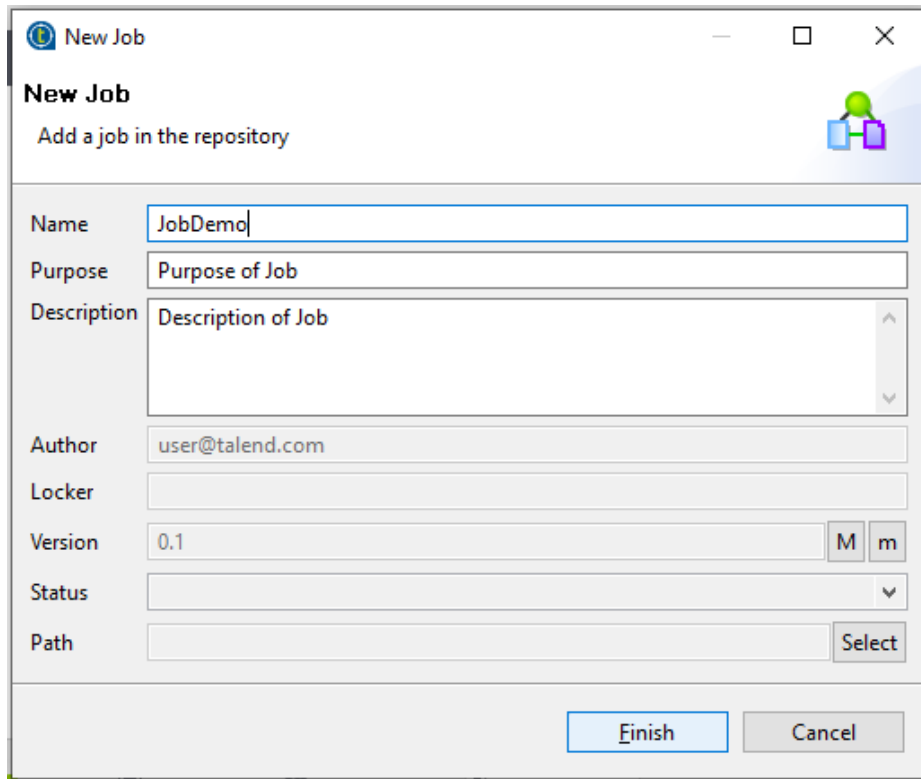 New Job
New Job
Add a job in the repository
Name JobDemo
Purpose Purpose of Job
Description Description of Job
Author user@talend.com
Locker
Version 0.1 M m
Status
Path Select
Finish Cancel